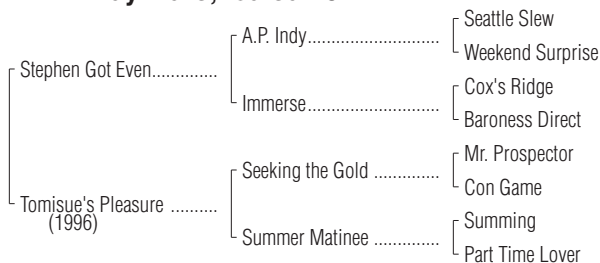 A.P. Indy
Seattle Slew
Weekend Surprise
Stephen Got Even
Immerse
Cox's Ridge
Baroness Direct
Seeking the Gold
Mr. Prospector
Con Game
Tomisue's Pleasure
(1996)
Summer Matinee
Summing
Part Time Lover